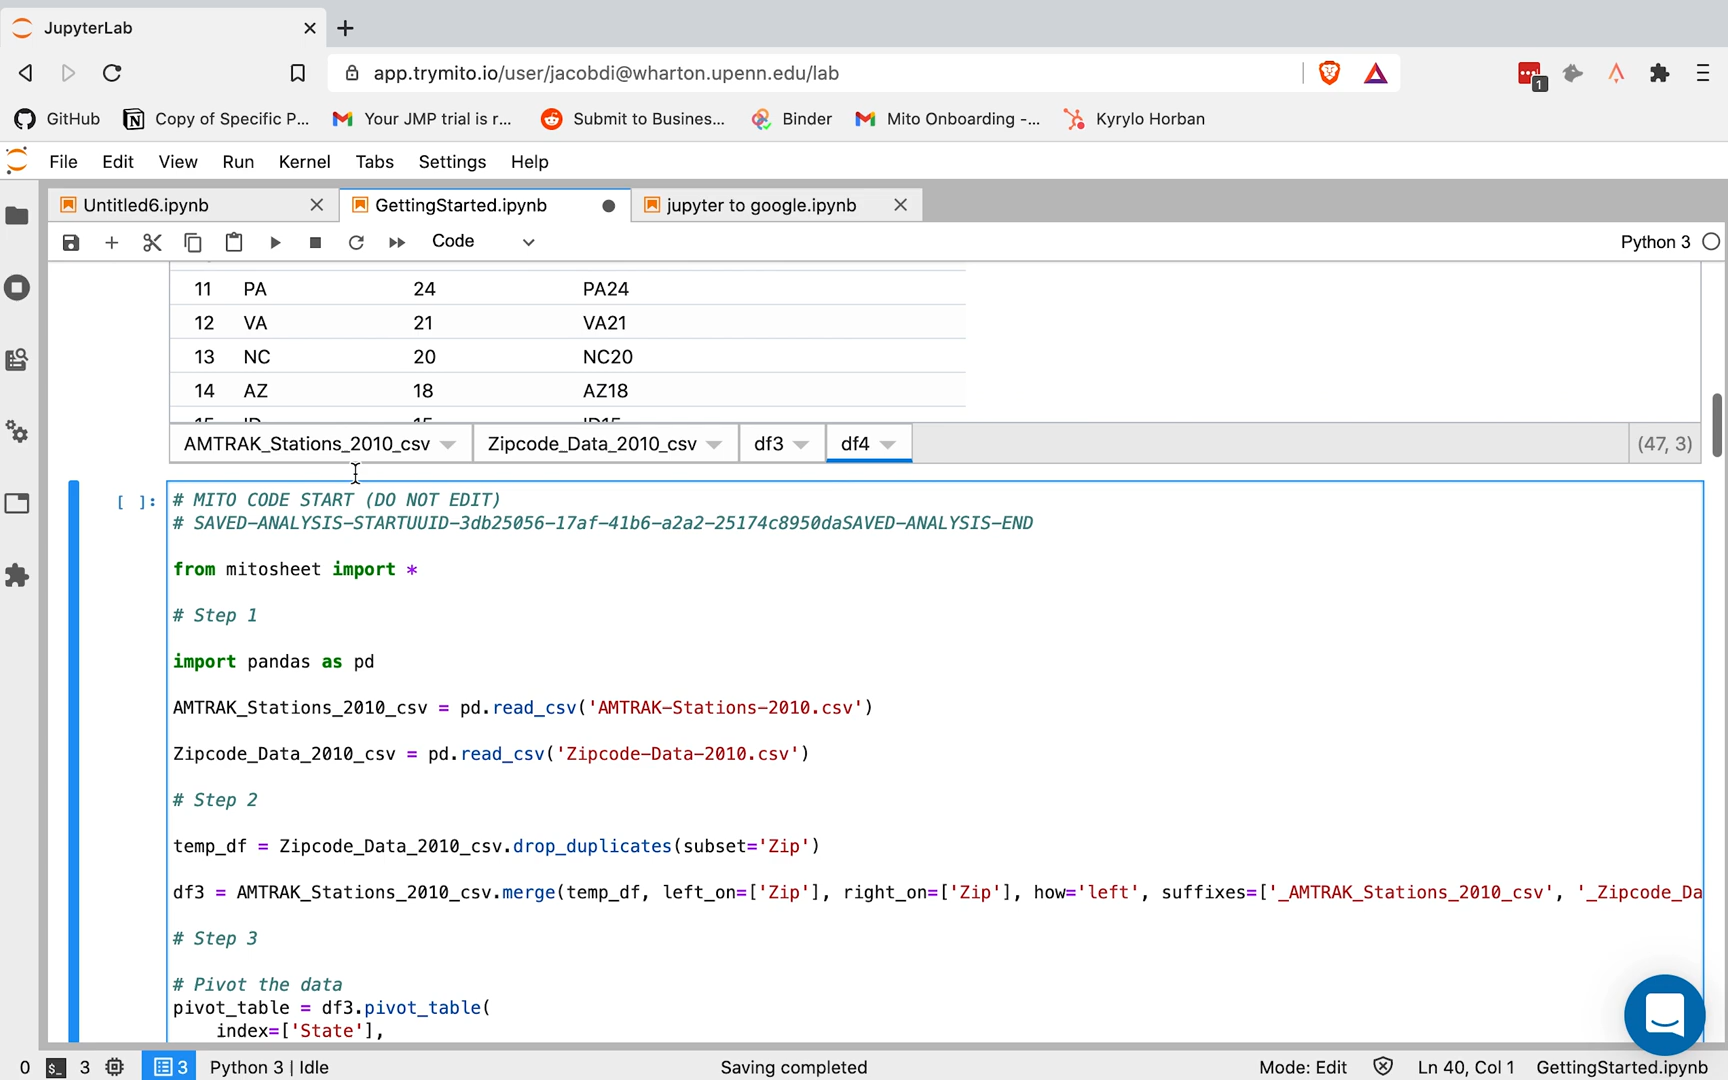 JupyterLab
app.trymito.io/user/jacobdi@wharton.upenn.edu/lab
1
GitHub Copy of Specific P... Your JMP trial is r... Submit to Busines... Binder Mito Onboarding -... Kyrylo Horban
File Edit View Run Kernel Tabs Settings Help
Untitled6.ipynb GettingStarted.ipynb jupyter to google.ipynb
Code Python 3
11 PA 24 PA24
12 VA 21 VA21
13 NC 20 NC20
14 AZ 18 AZ18
15 ID 15 ID15
AMTRAK_Stations_2010_csv Zipcode_Data_2010_csv df3 df4 (47, 3)
[ ]: # MITO CODE START (DO NOT EDIT)
# SAVED-ANALYSIS-STARTUUID-3db25056-17af-41b6-a2a2-25174c8950daSAVED-ANALYSIS-END
from mitosheet import *
# Step 1
import pandas as pd
AMTRAK_Stations_2010_csv = pd.read_csv('AMTRAK-Stations-2010.csv')
Zipcode_Data_2010_csv = pd.read_csv('Zipcode-Data-2010.csv')
# Step 2
temp_df = Zipcode_Data_2010_csv.drop_duplicates(subset='Zip')
df3 = AMTRAK_Stations_2010_csv.merge(temp_df, left_on=['Zip'], right_on=['Zip'], how='left', suffixes=['_AMTRAK_Stations_2010_csv', '_Zipcode_Da
# Step 3
# Pivot the data
pivot_table = df3.pivot_table(
index=['State'],
0 $_ 3 3 Python 3 | Idle Saving completed Mode: Edit Ln 40, Col 1 GettingStarted.ipynb